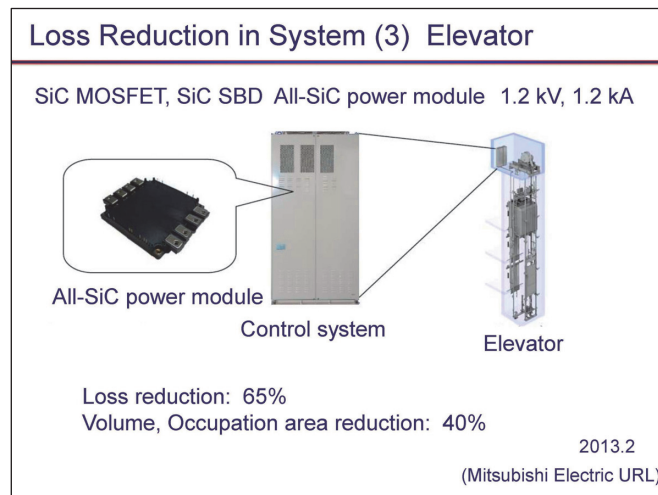 Loss Reduction in System (3) Elevator
SiC MOSFET, SiC SBD All-SiC power module 1.2 kV, 1.2 kA
All-SiC power module
Control system
Elevator
Loss reduction: 65%
Volume, Occupation area reduction: 40%
2013.2
(Mitsubishi Electric URL)